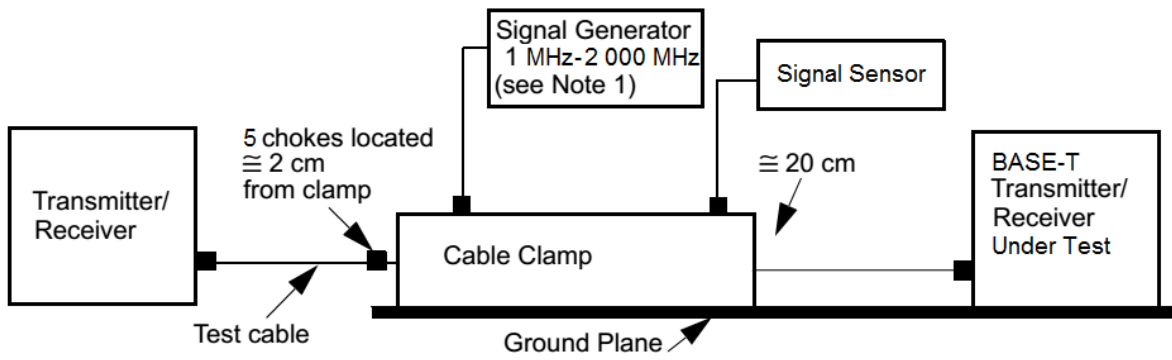 Signal Generator
1 MHz-2 000 MHz
(see Note 1)
Signal Sensor
5 chokes located
≅ 2 cm
from clamp
≅ 20 cm
Transmitter/
Receiver
Cable Clamp
BASE-T
Transmitter/
Receiver
Under Test
Test cable
Ground Plane